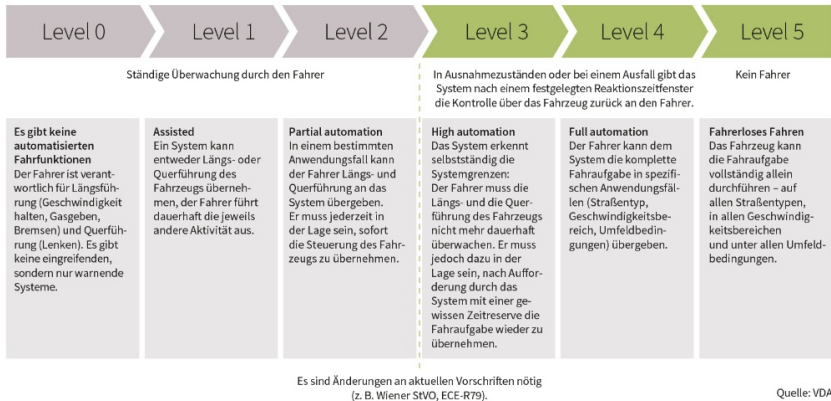 Level 0
Level 1
Level 2
Level 3
Level 4
Level 5
Ständige Überwachung durch den Fahrer
In Ausnahmezuständen oder bei einem Ausfall gibt das
System nach einem festgelegten Reaktionszeitfenster
die Kontrolle über das Fahrzeug zurück an den Fahrer.
Kein Fahrer
Es gibt keine
automatisierten
Fahrfunktionen
Der Fahrer ist verant-
wortlich für Längsfüh-
rung (Geschwindigkeit
halten, Gasgeben,
Bremsen) und Querfüh-
rung (Lenken). Es gibt
keine eingreifenden,
sondern nur warnende
Systeme.
Assisted
Ein System kann
entweder Längs- oder
Querführung des
Fahrzeugs überneh-
men, der Fahrer führt
dauerhaft die jeweils
andere Aktivität aus.
Partial automation
In einem bestimmten
Anwendungsfall kann
der Fahrer Längs- und
Querführung an das
System übergeben.
Er muss jederzeit in
der Lage sein, sofort
die Steuerung des Fahr-
zeugs zu übernehmen.
High automation
Das System erkennt
selbstständig die
Systemgrenzen:
Der Fahrer muss die
Längs- und die Quer-
führung des Fahrzeugs
nicht mehr dauerhaft
überwachen. Er muss
jedoch dazu in der
Lage sein, nach Auffor-
derung durch das
System mit einer ge-
wissen Zeitreserve die
Fahraufgabe wieder zu
übernehmen.
Full automation
Der Fahrer kann dem
System die komplette
Fahraufgabe in spezifi-
schen Anwendungsfäl-
len (Straßentyp,
Geschwindigkeitsbe-
reich, Umfeldbedin-
gungen) übergeben.
Fahrerloses Fahren
Das Fahrzeug kann
die Fahraufgabe
vollständig allein
durchführen – auf
allen Straßentypen,
in allen Geschwindig-
keitsbereichen
und unter allen Umfeld-
bedingungen.
Es sind Änderungen an aktuellen Vorschriften nötig
(z. B. Wiener StVO, ECE-R79).
Quelle: VDA